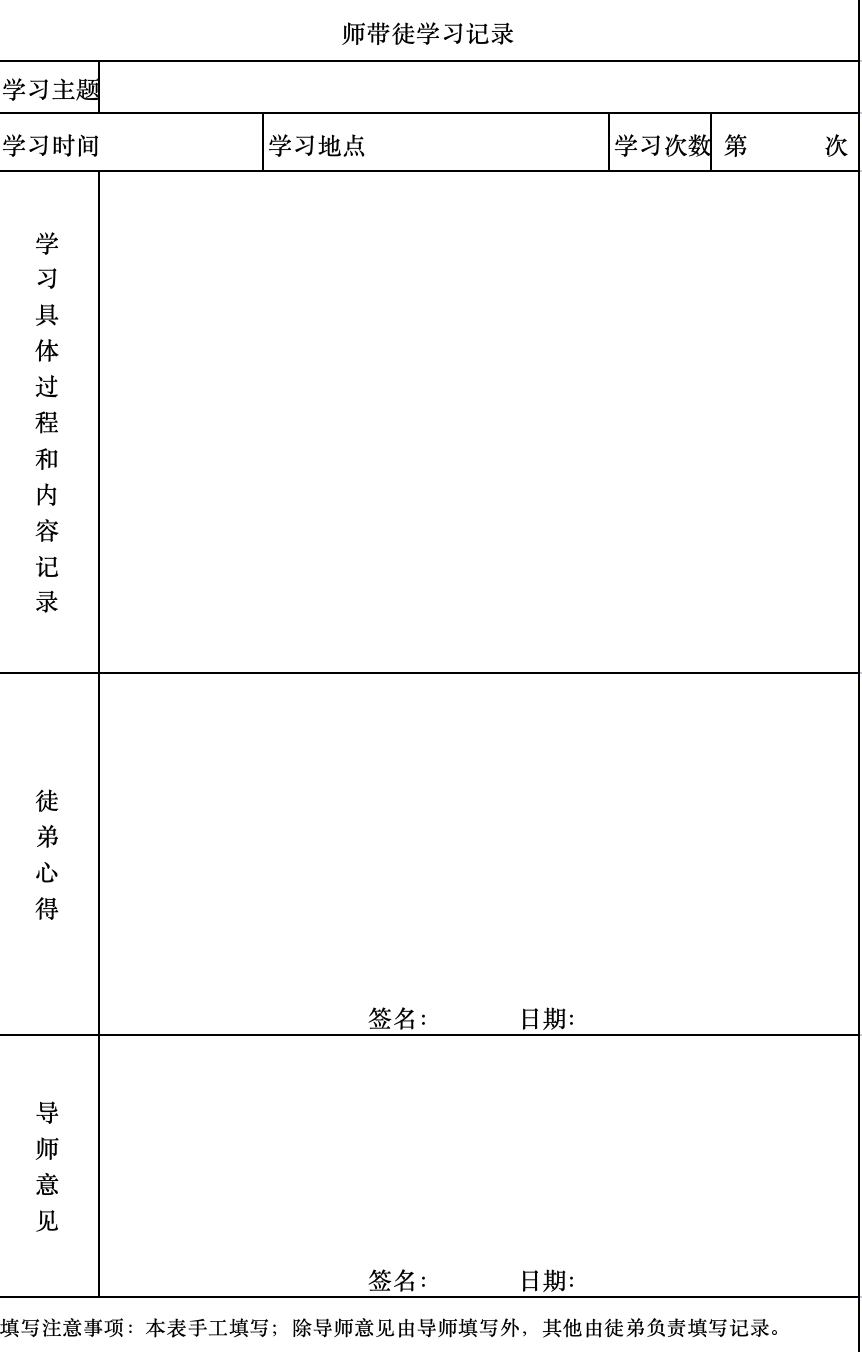 师带徒学习记录
学习主题
学习时间 学习地点 学习次数 第 次
学习具体过程和内容记录
徒弟心得
签名： 日期：
导师意见
签名： 日期：
填写注意事项：本表手工填写；除导师意见由导师填写外，其他由徒弟负责填写记录。